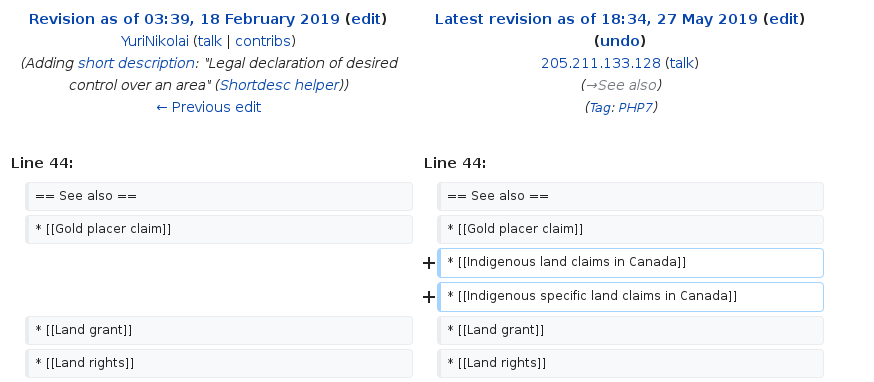 Revision as of 03:39, 18 February 2019 (edit)
YuriNikolai (talk | contribs)
(Adding short description: "Legal declaration of desired
control over an area" (Shortdesc helper))
← Previous edit
Latest revision as of 18:34, 27 May 2019 (edit)
(undo)
205.211.133.128 (talk)
(→See also)
(Tag: PHP7)
Line 44:
Line 44:
== See also ==
== See also ==
* [[Gold placer claim]]
* [[Gold placer claim]]
+ * [[Indigenous land claims in Canada]]
+ * [[Indigenous specific land claims in Canada]]
* [[Land grant]]
* [[Land grant]]
* [[Land rights]]
* [[Land rights]]